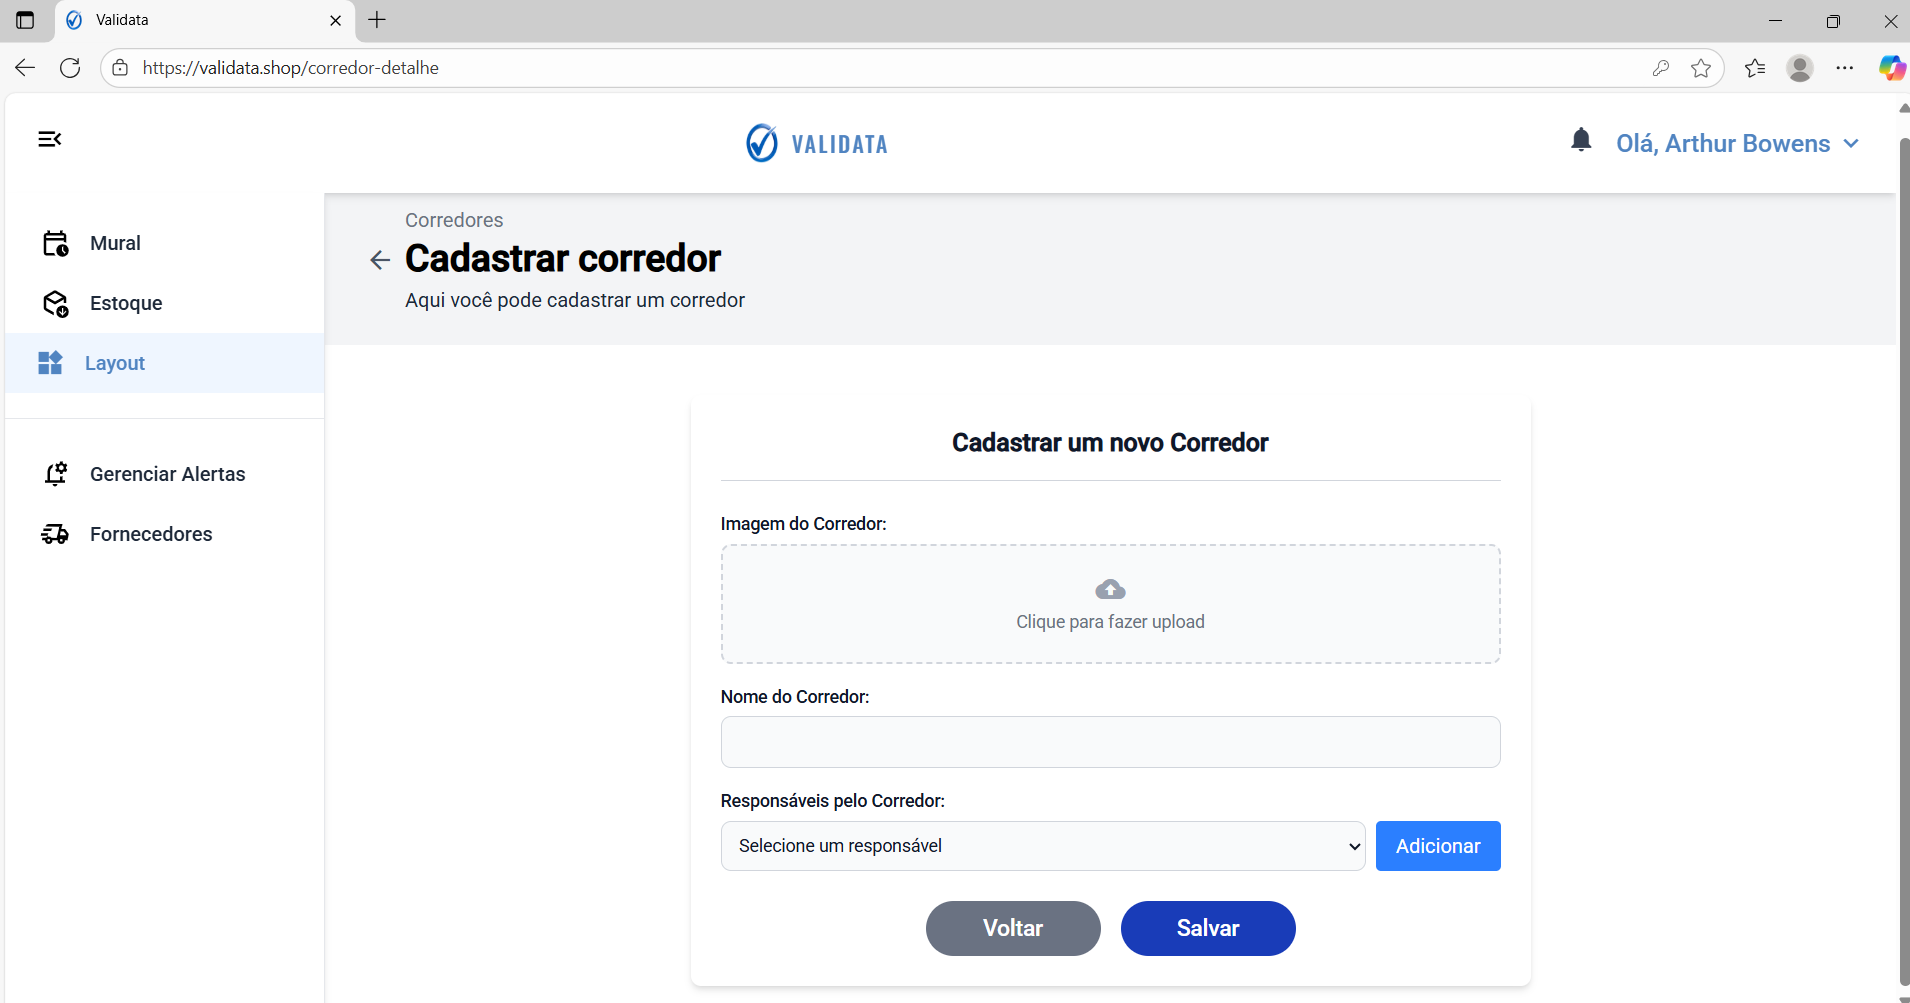 Validata
https://validata.shop/corredor-detalhe
VALIDATA
Olá, Arthur Bowens
Mural
Estoque
Layout
Gerenciar Alertas
Fornecedores
Corredores
Cadastrar corredor
Aqui você pode cadastrar um corredor
Cadastrar um novo Corredor
Imagem do Corredor:
Clique para fazer upload
Nome do Corredor:
Responsáveis pelo Corredor:
Selecione um responsável
Adicionar
Voltar
Salvar